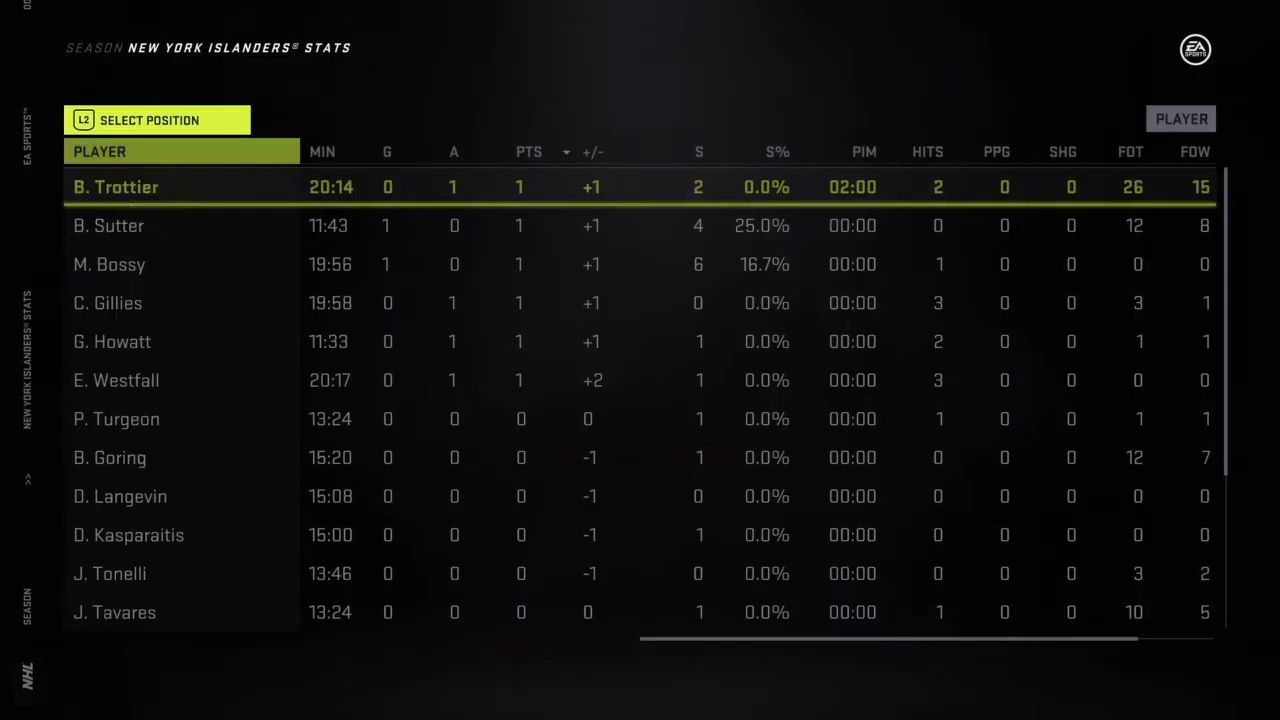 SEASON NEW YORK ISLANDERS® STATS
EA SPORTS
L2 SELECT POSITION
PLAYER
PLAYER MIN G A PTS +/- S S% PIM HITS PPG SHG FOT FOW
B. Trottier 20:14 0 1 1 +1 2 0.0% 02:00 2 0 0 26 15
B. Sutter 11:43 1 0 1 +1 4 25.0% 00:00 0 0 0 12 8
M. Bossy 19:56 1 0 1 +1 6 16.7% 00:00 1 0 0 0 0
C. Gillies 19:58 0 1 1 +1 0 0.0% 00:00 3 0 0 3 1
G. Howatt 11:33 0 1 1 +1 1 0.0% 00:00 2 0 0 1 1
E. Westfall 20:17 0 1 1 +2 1 0.0% 00:00 3 0 0 0 0
P. Turgeon 13:24 0 0 0 0 1 0.0% 00:00 1 0 0 1 1
B. Goring 15:20 0 0 0 -1 1 0.0% 00:00 0 0 0 12 7
D. Langevin 15:08 0 0 0 -1 0 0.0% 00:00 0 0 0 0 0
D. Kasparaitis 15:00 0 0 0 -1 1 0.0% 00:00 0 0 0 0 0
J. Tonelli 13:46 0 0 0 -1 0 0.0% 00:00 0 0 0 3 2
J. Tavares 13:24 0 0 0 0 1 0.0% 00:00 1 0 0 10 5
NHL
SEASON
>>
NEW YORK ISLANDERS® STATS
EA SPORTS™